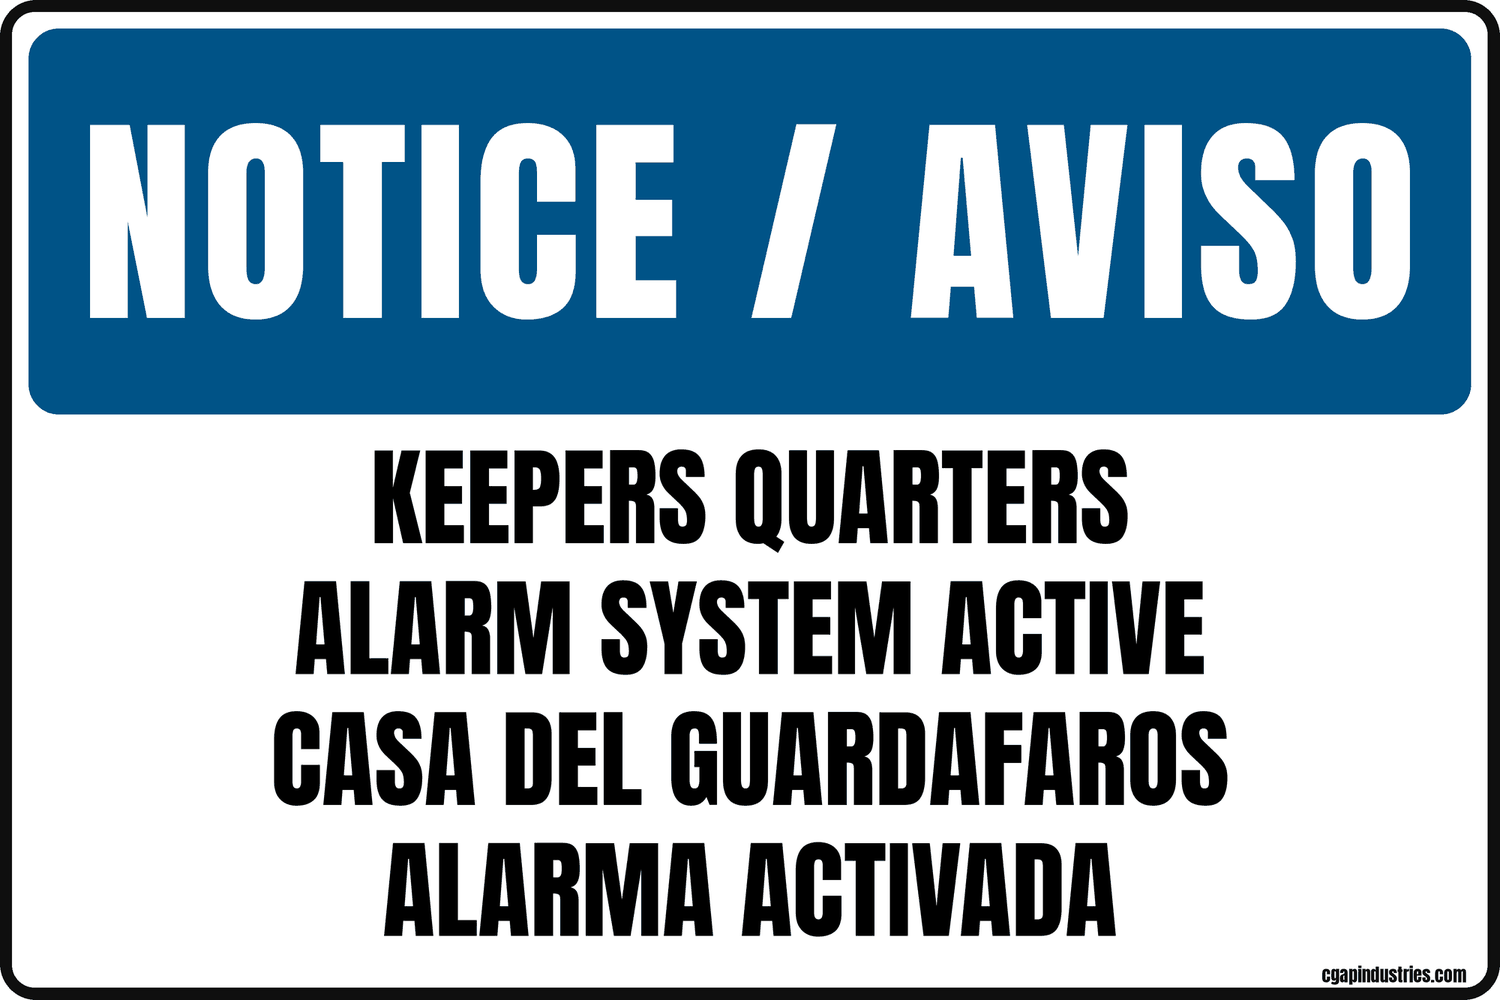 NOTICE / AVISO
KEEPERS QUARTERS
ALARM SYSTEM ACTIVE
CASA DEL GUARDAFAROS
ALARMA ACTIVADA
cgapindustries.com